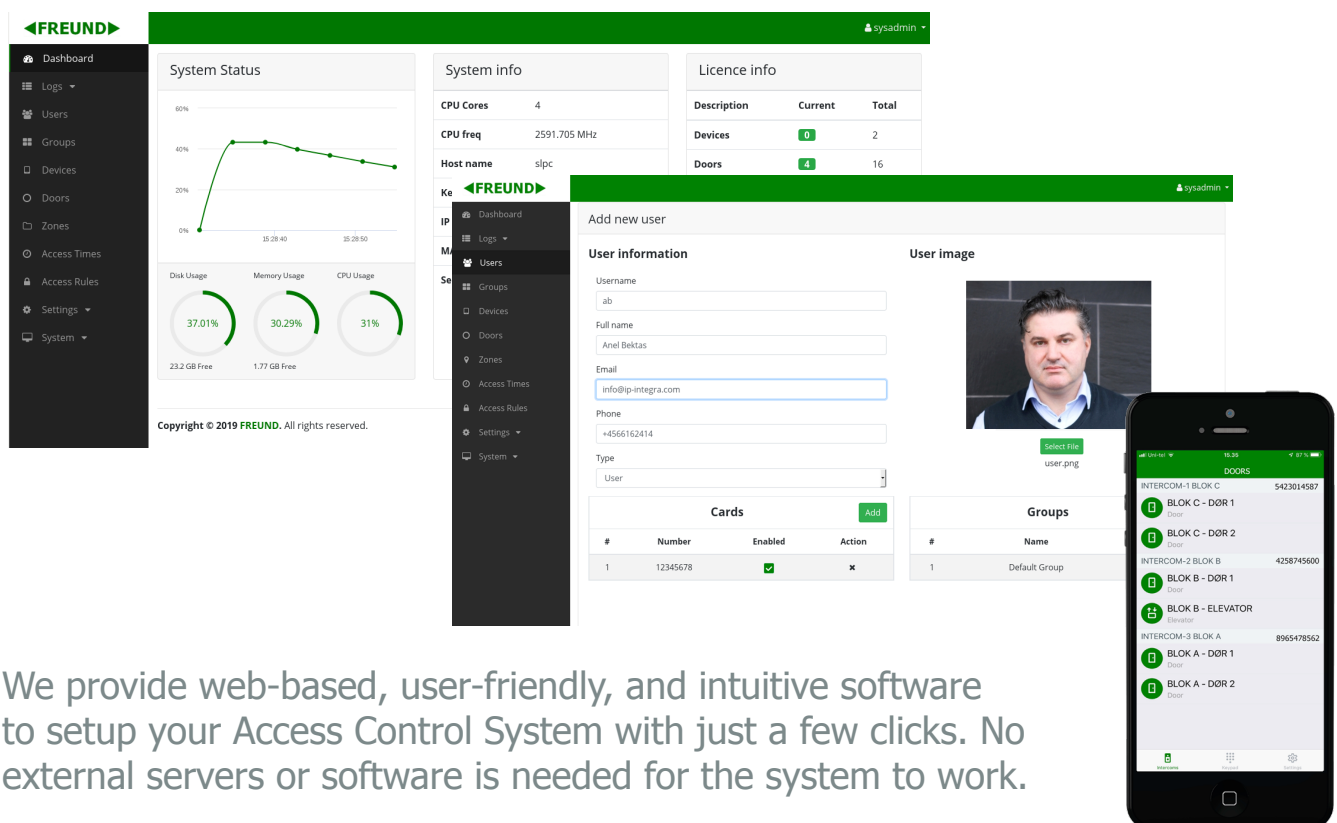 FREUND
sysadmin
Dashboard
Logs
Users
Groups
Devices
Doors
Zones
Access Times
Access Rules
Settings
System
System Status
60%
40%
20%
0%
15:28:40 15:28:50
Disk Usage Memory Usage CPU Usage
37.01% 30.29% 31%
23.2 GB Free 1.77 GB Free
System info
CPU Cores 4
CPU freq 2591.705 MHz
Host name slpc
Ke
IP
Se
Licence info
Description Current Total
Devices 0 2
Doors 4 16
Copyright © 2019 FREUND. All rights reserved.
FREUND
sysadmin
Dashboard
Logs
Users
Groups
Devices
Doors
Zones
Access Times
Access Rules
Settings
System
Add new user
User information
Username
ab
Full name
Anel Bektas
Email
info@ip-integra.com
Phone
+4566162414
Type
User
User image
Select File
user.png
Cards Add
# Number Enabled Action
1 12345678
Groups
# Name
1 Default Group
Uni-tel 15.35 87 %
DOORS
INTERCOM-1 BLOK C 5423014587
BLOK C - DØR 1
Door
BLOK C - DØR 2
Door
INTERCOM-2 BLOK B 4258745600
BLOK B - DØR 1
Door
BLOK B - ELEVATOR
Elevator
INTERCOM-3 BLOK A 8965478562
BLOK A - DØR 1
Door
BLOK A - DØR 2
Door
Intercoms Keypad Settings
We provide web-based, user-friendly, and intuitive software
to setup your Access Control System with just a few clicks. No
external servers or software is needed for the system to work.